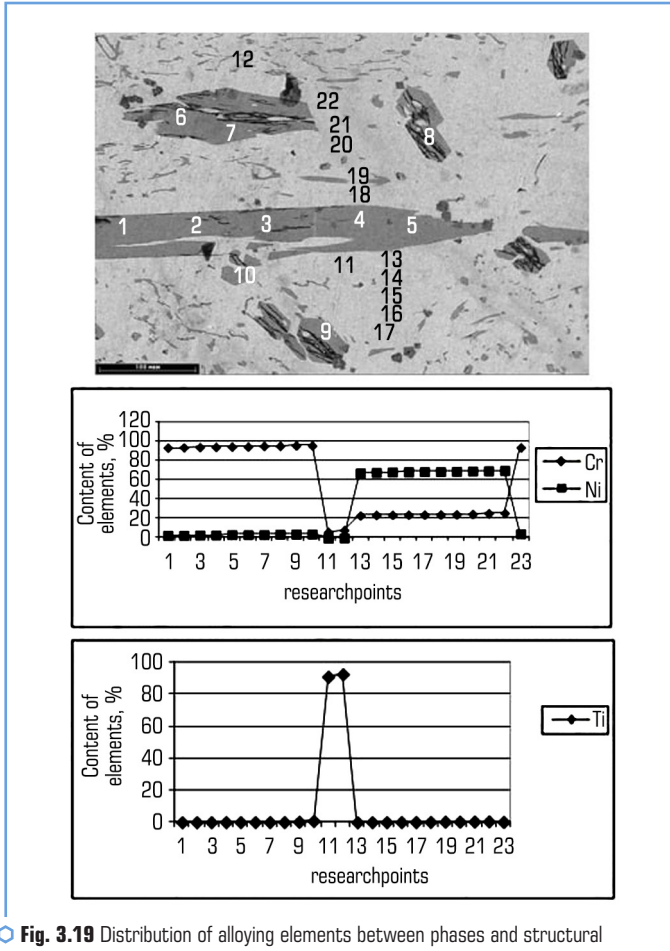 12
22
6
21
7
8
20
19
18
1 2 3 4 5
13
11
10
14
15
16
9
17
100 мкм
120
100
80
60
40
20
0
Content of
elements, %
Cr
Ni
1 3 5 7 9 11 13 15 17 19 21 23
researchpoints
100
80
60
40
20
0
Content of
elements, %
Ti
1 3 5 7 9 11 13 15 17 19 21 23
researchpoints
Fig. 3.19 Distribution of alloying elements between phases and structural